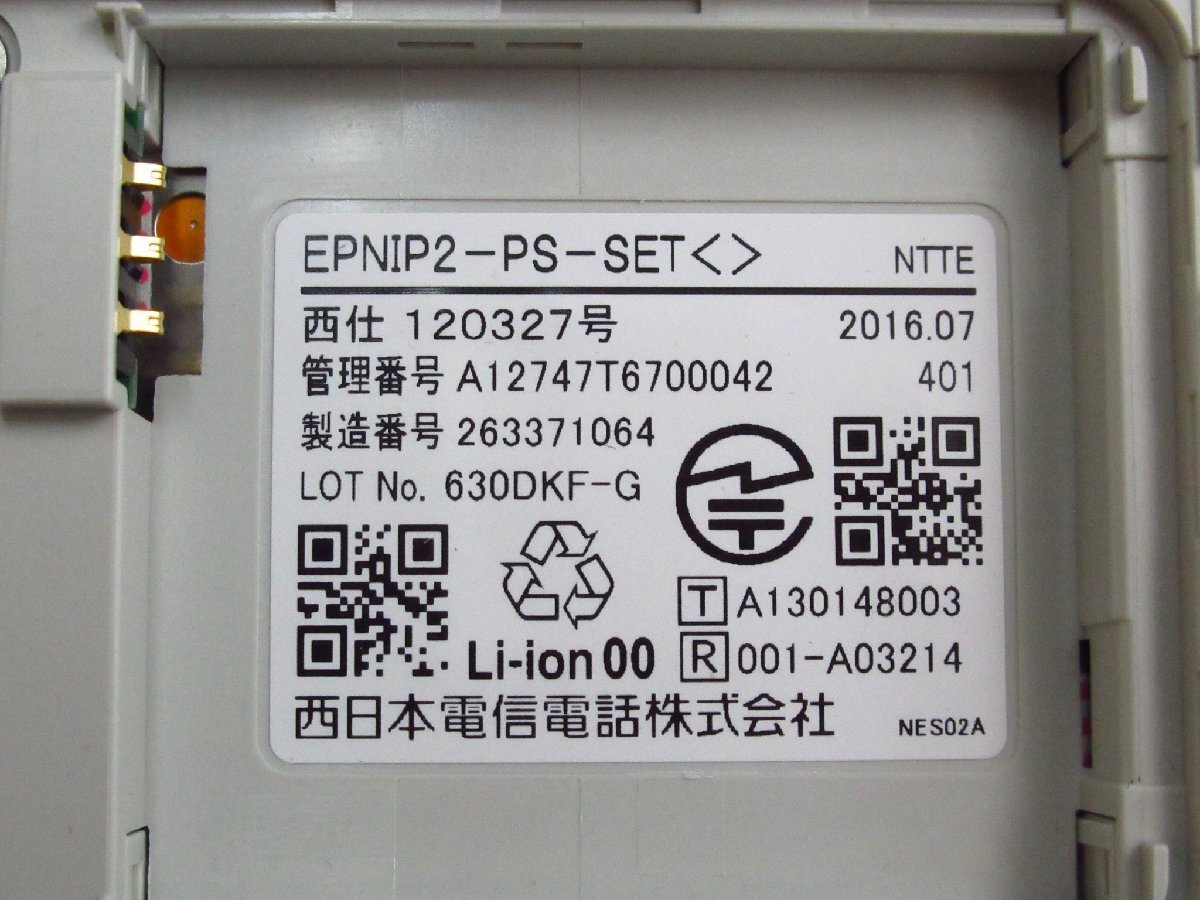 EPNIP2-PS-SET<> NTTE
西仕 120327号 2016.07
管理番号 A12747T6700042 401
製造番号 263371064
LOT No. 630DKF-G
T A130148003
Li-ion 00 R 001-A03214
西日本電信電話株式会社 NES02A